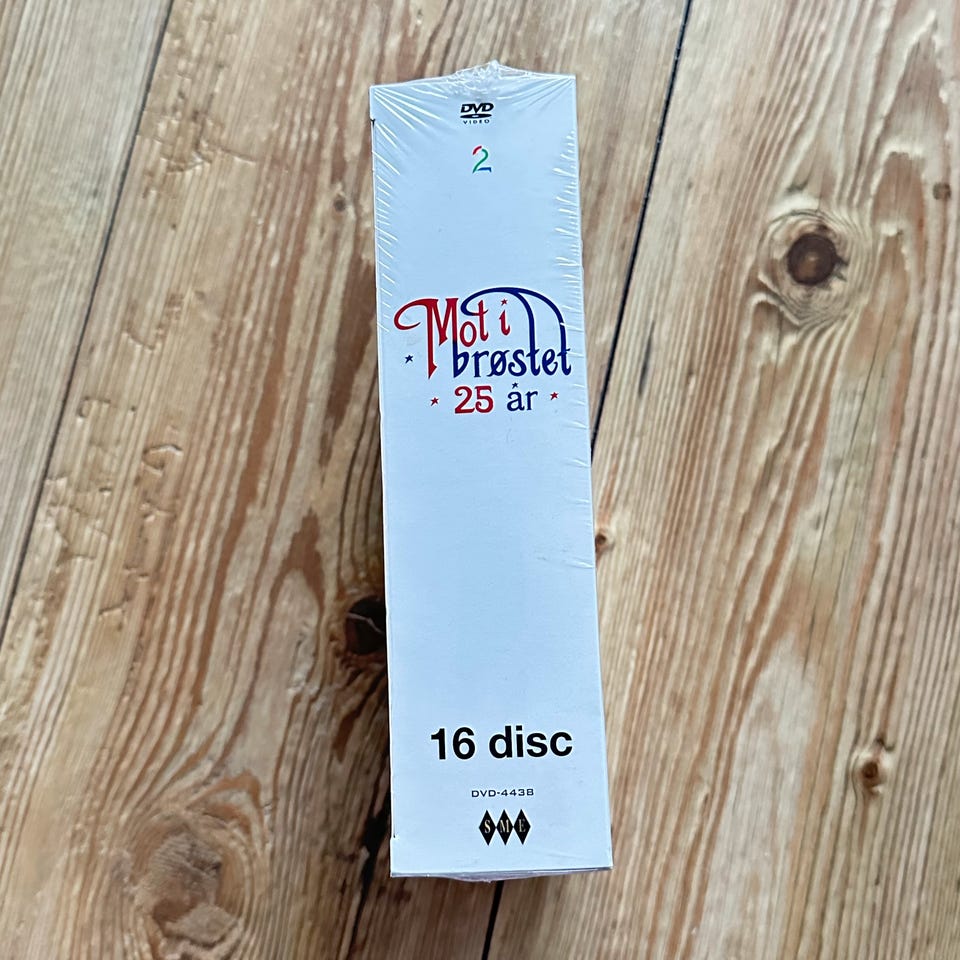 DVD
VIDEO
2
Mot i
brøstet
25 år
16 disc
DVD-4438
SME